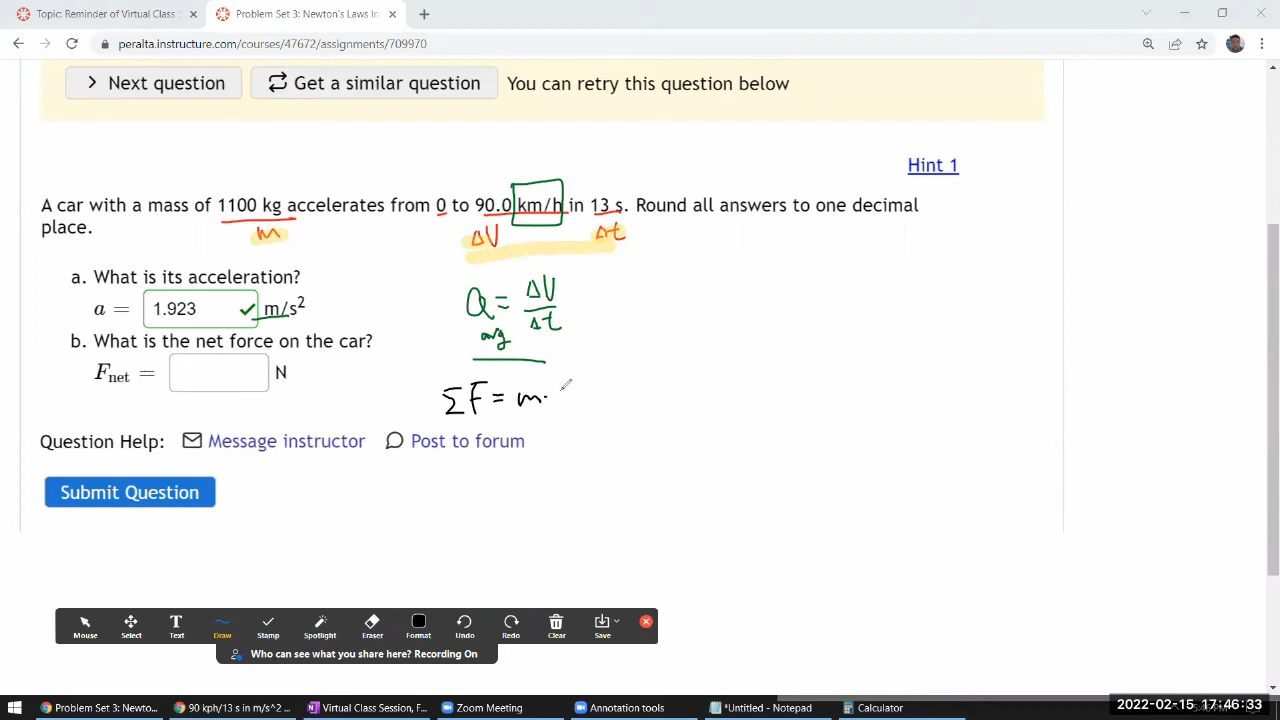 Topic: Reminder of Virtual Class S
Problem Set 3: Newton's Laws In
peralta.instructure.com/courses/47672/assignments/709970
Next question
Get a similar question
You can retry this question below
Hint 1
A car with a mass of 1100 kg accelerates from 0 to 90.0 km/h in 13 s. Round all answers to one decimal
place.
m
ΔV
Δt
a. What is its acceleration?
a = 1.923 m/s²
b. What is the net force on the car?
Fnet = N
a avg = ΔV/Δt
ΣF = m·
Question Help: Message instructor Post to forum
Submit Question
Mouse Select Text Draw Stamp Spotlight Eraser Format Undo Redo Clear Save
Who can see what you share here? Recording On
Problem Set 3: Newto...
90 kph/13 s in m/s^2 ...
Virtual Class Session, F...
Zoom Meeting
Annotation tools
*Untitled - Notepad
Calculator
2022-02-15 17:46:33